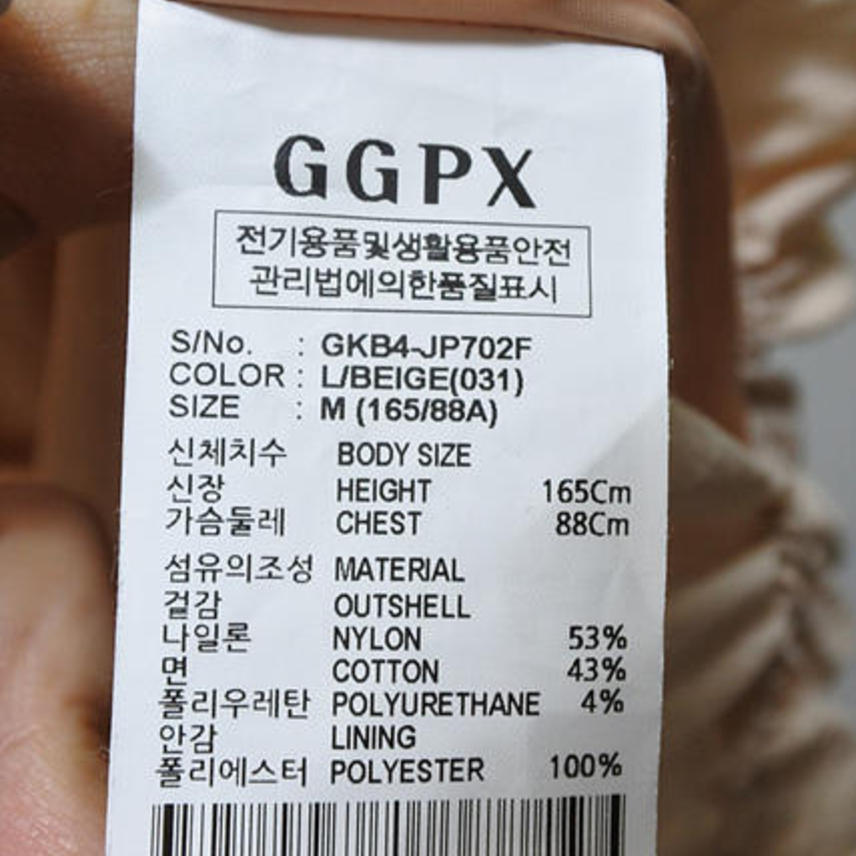 GGPX
전기용품및생활용품안전
관리법에의한품질표시
S/No. : GKB4-JP702F
COLOR : L/BEIGE(031)
SIZE : M (165/88A)
신체치수 BODY SIZE
신장 HEIGHT 165Cm
가슴둘레 CHEST 88Cm
섬유의조성 MATERIAL
겉감 OUTSHELL
나일론 NYLON 53%
면 COTTON 43%
폴리우레탄 POLYURETHANE 4%
안감 LINING
폴리에스터 POLYESTER 100%